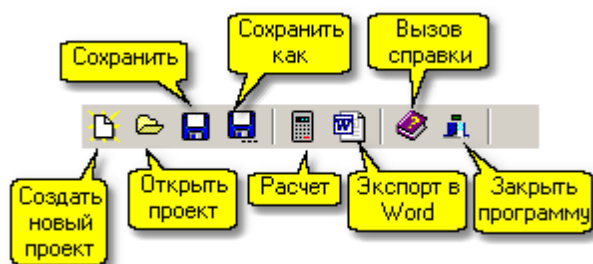 Сохранить
Сохранить
как
Вызов
справки
Создать
новый
проект
Открыть
проект
Расчет
Экспорт в
Word
Закрыть
программу